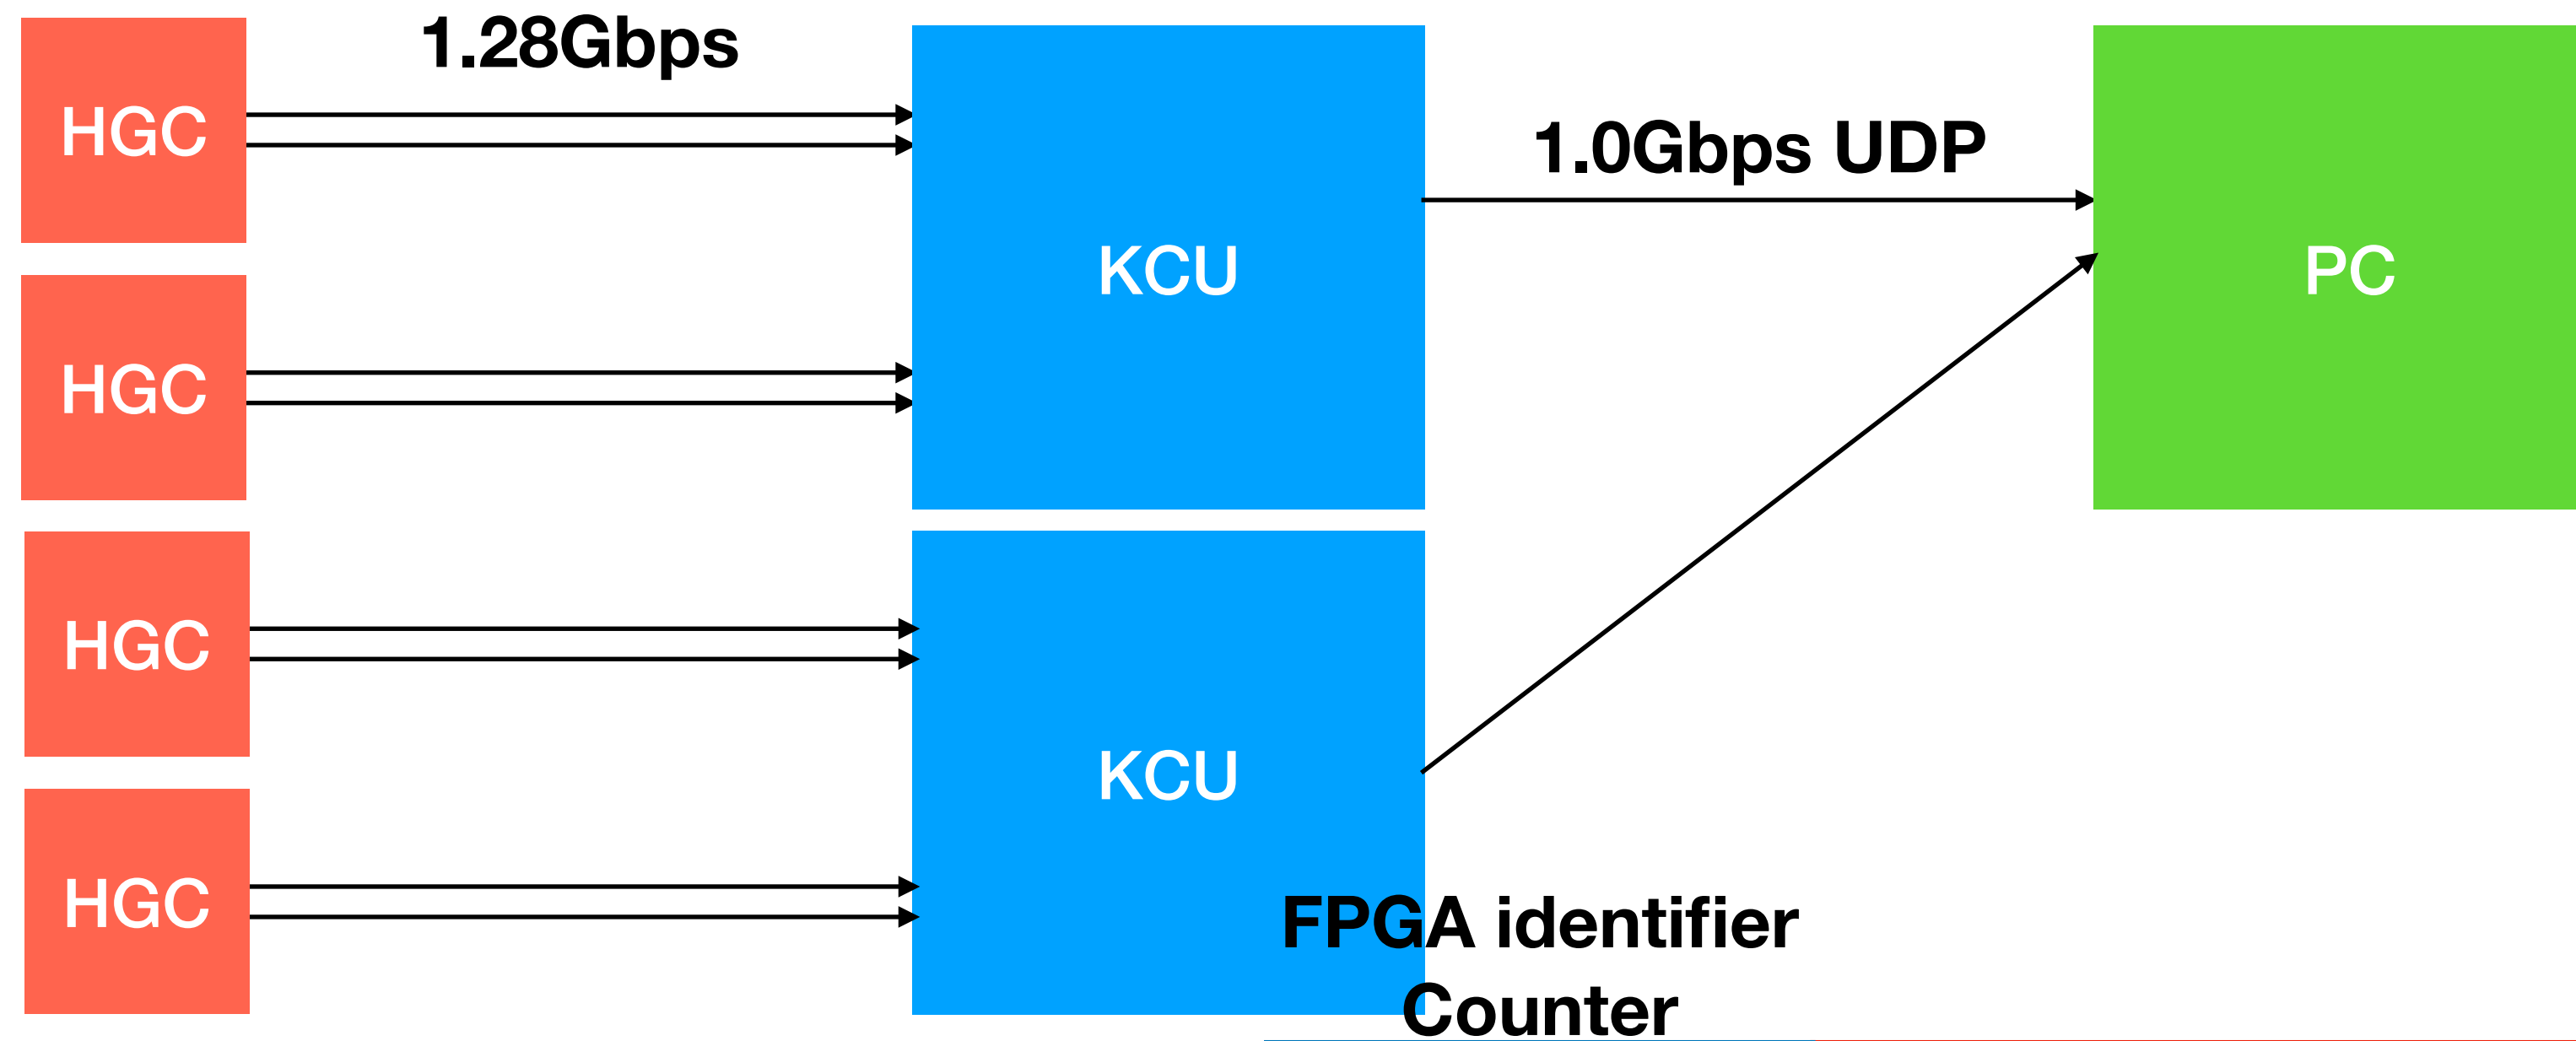 HGC
1.28Gbps
KCU
1.0Gbps UDP
PC
HGC
HGC
KCU
HGC
FPGA identifier
Counter